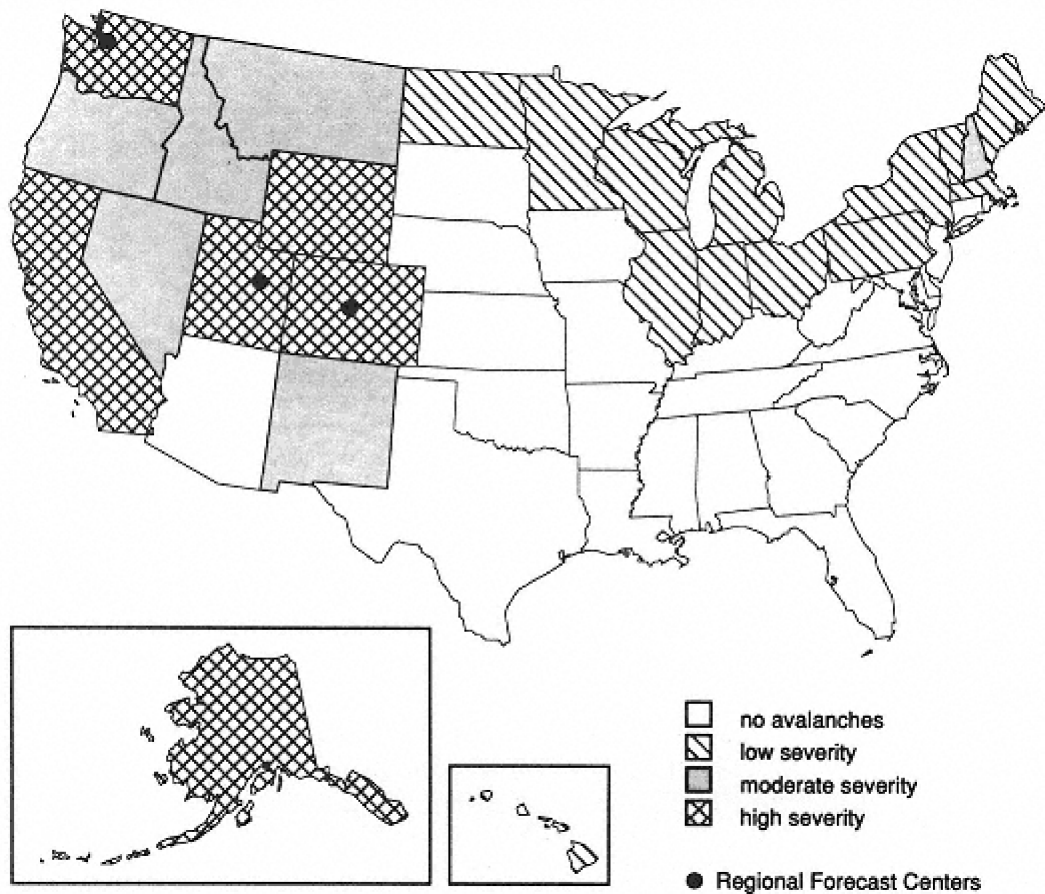 no avalanches
low severity
moderate severity
high severity
Regional Forecast Centers